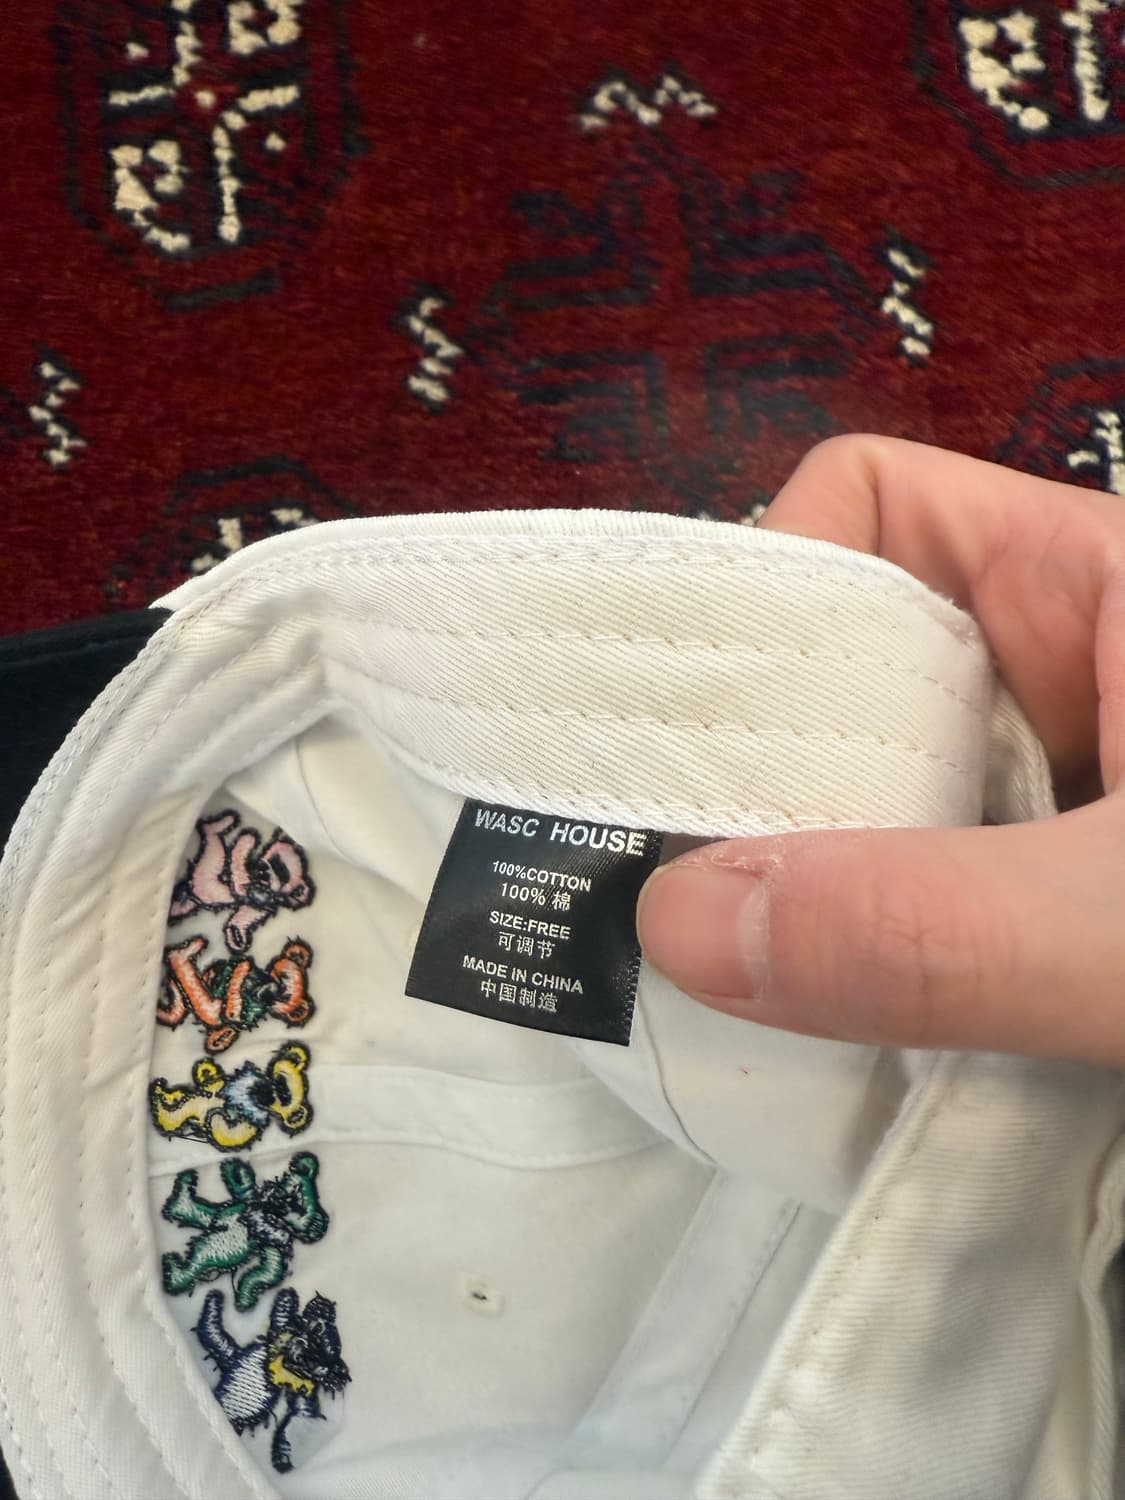 WASC HOUSE
100%COTTON
100% 棉
SIZE:FREE
可调节
MADE IN CHINA
中国制造